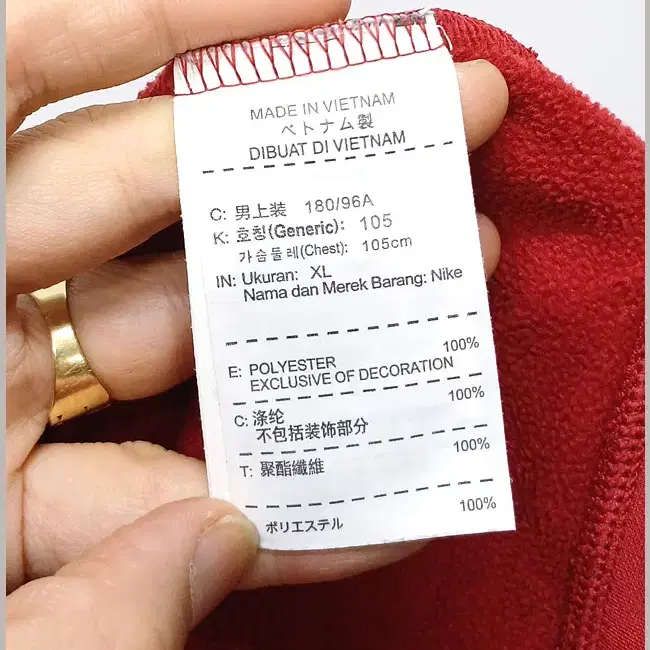 MADE IN VIETNAM
ベトナム製
DIBUAT DI VIETNAM
C: 男上装 180/96A
K: 호칭(Generic): 105
가슴둘레(Chest): 105cm
IN: Ukuran: XL
Nama dan Merek Barang: Nike
E: POLYESTER 100%
EXCLUSIVE OF DECORATION
C: 涤纶 100%
不包括装饰部分
T: 聚酯纖維 100%
ポリエステル 100%